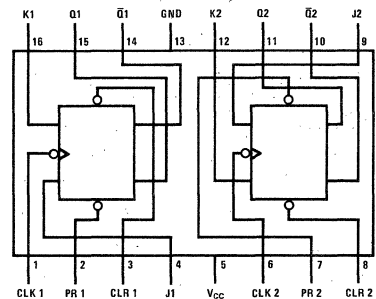 K1 Q1 Q̅1 GND K2 Q2 Q̅2 J2
16 15 14 13 12 11 10 9
1 2 3 4 5 6 7 8
CLK 1 PR 1 CLR 1 J1 VCC CLK 2 PR 2 CLR 2